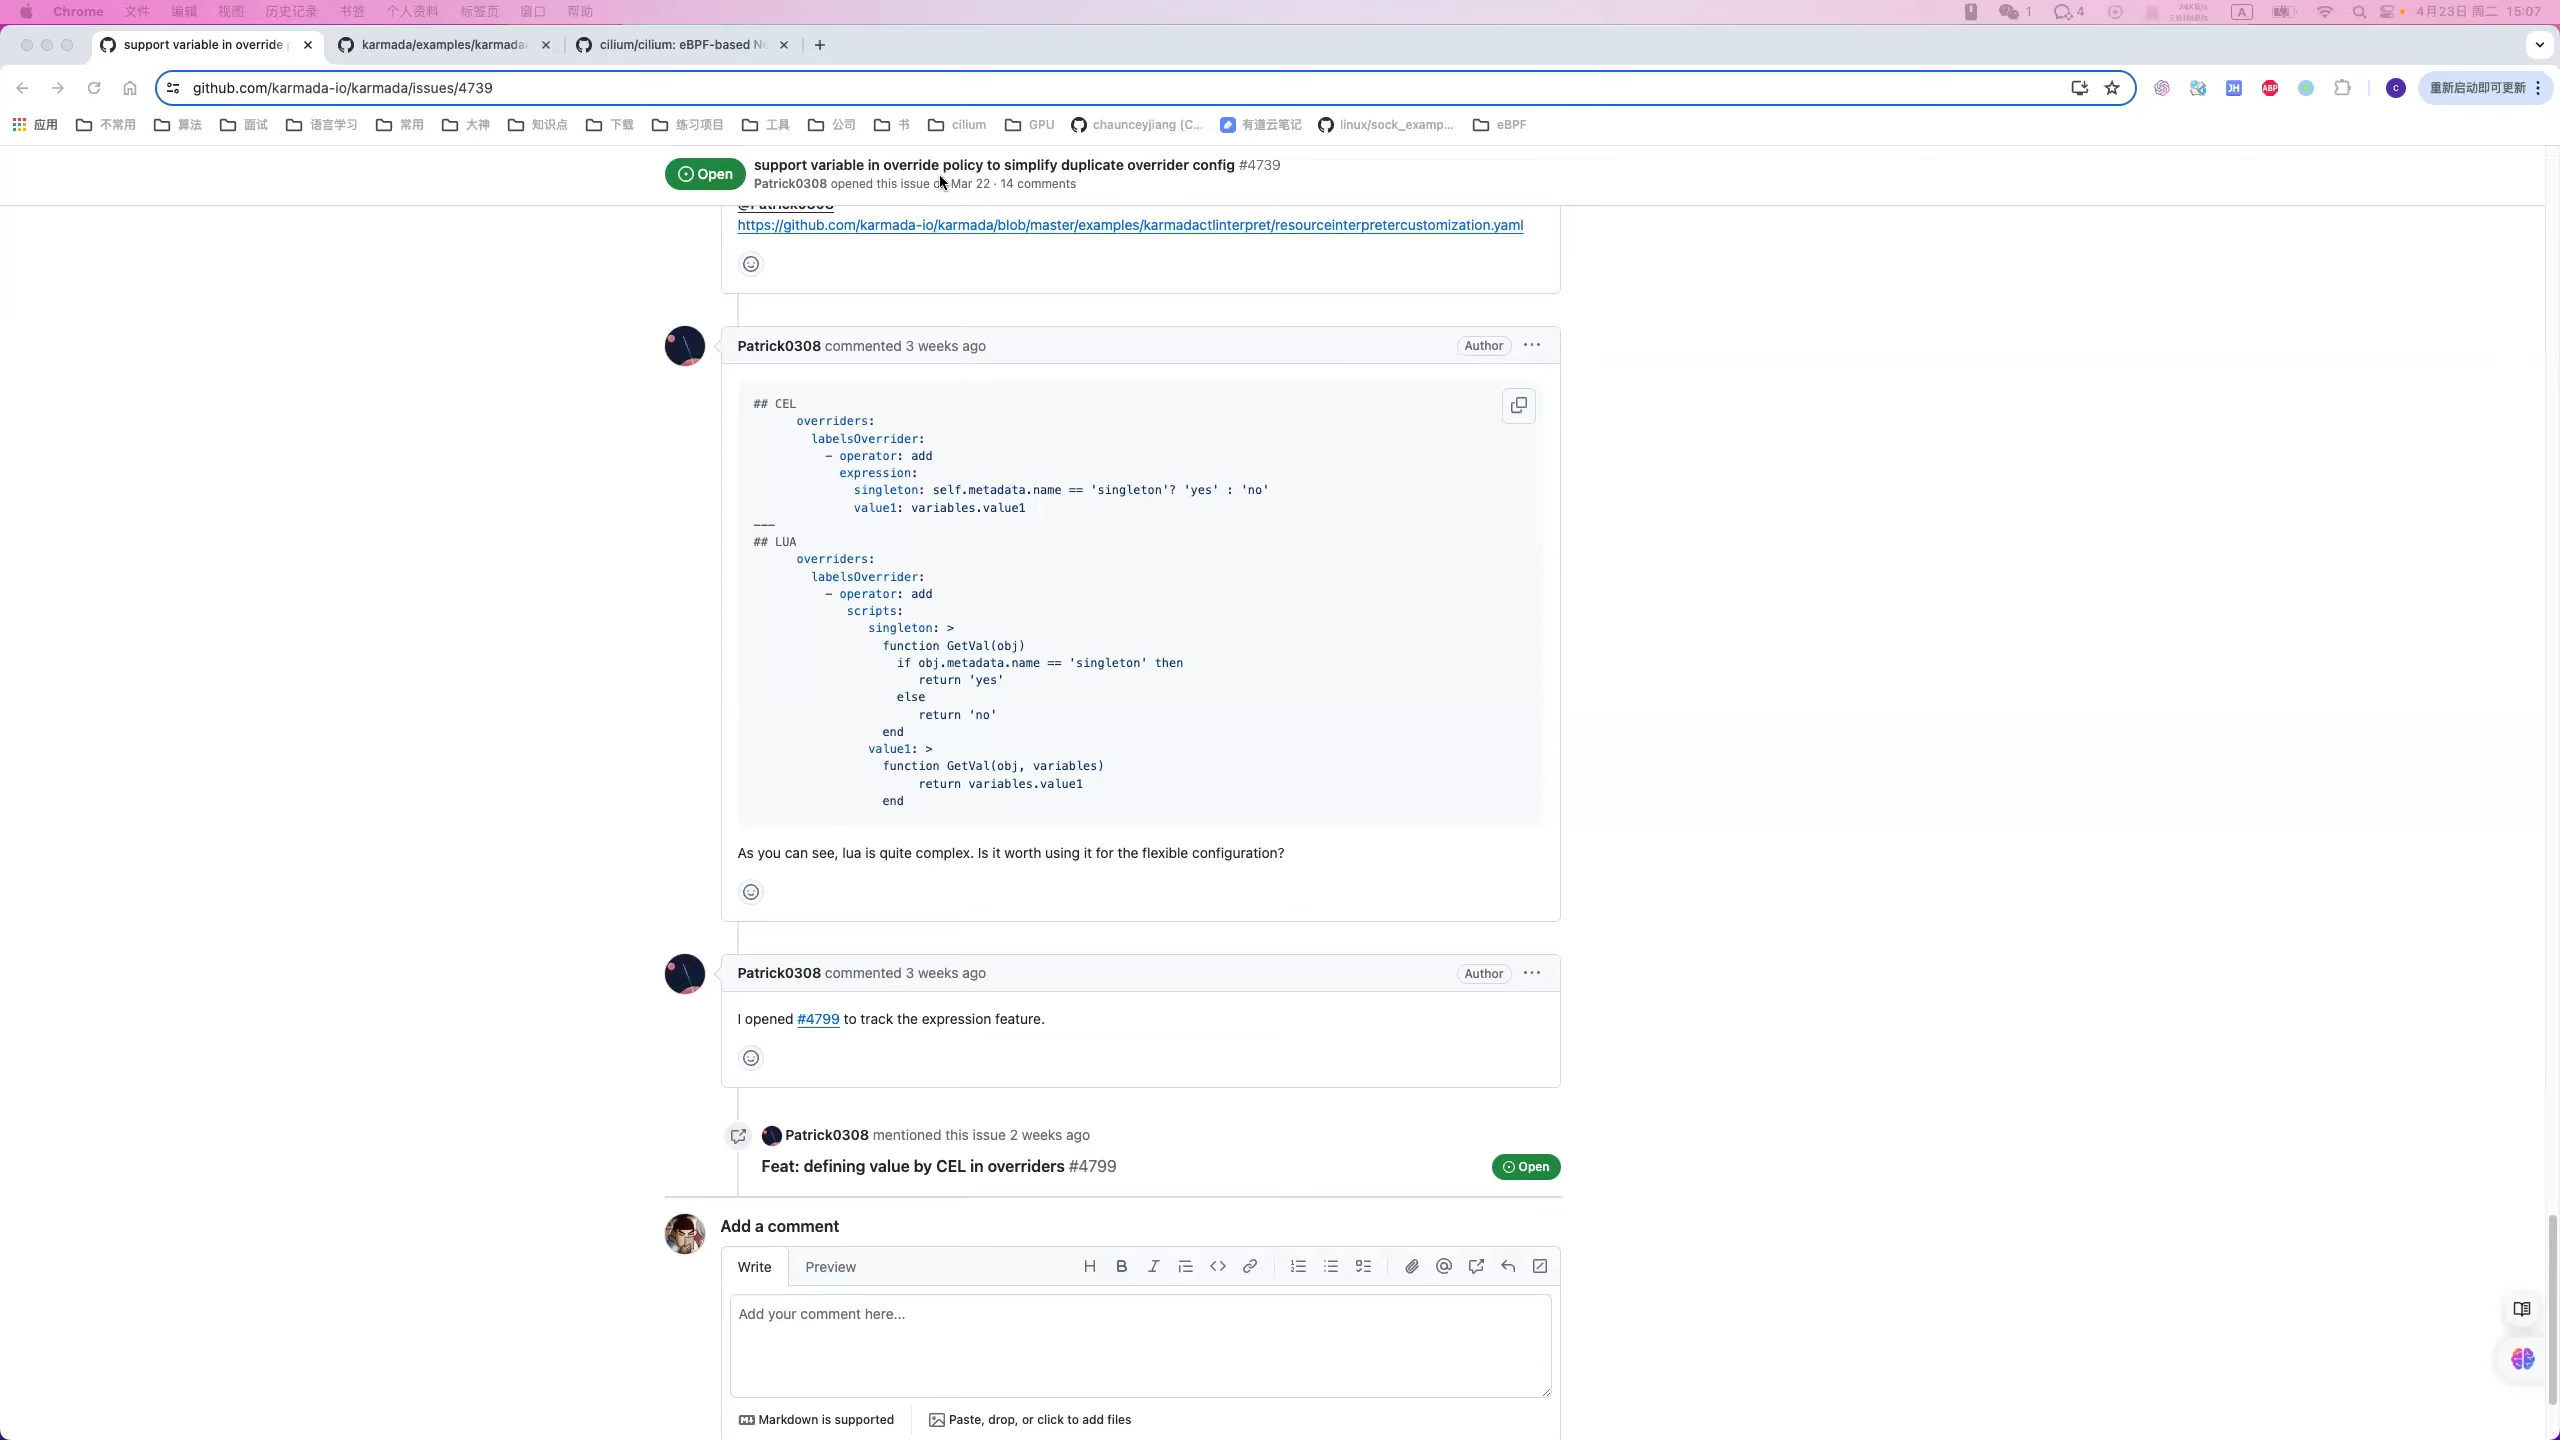 Chrome 文件 编辑 视图 历史记录 书签 个人资料 标签页 窗口 帮助 1 4 74KB/s 7.81MB/s A 4月23日 周二 15:07
support variable in override karmada/examples/karmada cilium/cilium: eBPF-based N
github.com/karmada-io/karmada/issues/4739 JH ABP C 重新启动即可更新
应用 不常用 算法 面试 语言学习 常用 大神 知识点 下载 练习项目 工具 公司 书 cilium GPU chaunceyjiang (C... 有道云笔记 linux/sock_examp... eBPF
Open support variable in override policy to simplify duplicate overrider config #4739
Patrick0308 opened this issue on Mar 22 · 14 comments
@Patrick0308
https://github.com/karmada-io/karmada/blob/master/examples/karmadactlinterpret/resourceinterpretercustomization.yaml
Patrick0308 commented 3 weeks ago Author
## CEL
overriders:
labelsOverrider:
- operator: add
expression:
singleton: self.metadata.name == 'singleton'? 'yes' : 'no'
value1: variables.value1
---
## LUA
overriders:
labelsOverrider:
- operator: add
scripts:
singleton: >
function GetVal(obj)
if obj.metadata.name == 'singleton' then
return 'yes'
else
return 'no'
end
value1: >
function GetVal(obj, variables)
return variables.value1
end
As you can see, lua is quite complex. Is it worth using it for the flexible configuration?
Patrick0308 commented 3 weeks ago Author
I opened #4799 to track the expression feature.
Patrick0308 mentioned this issue 2 weeks ago
Feat: defining value by CEL in overriders #4799 Open
Add a comment
Write Preview
Add your comment here...
Markdown is supported Paste, drop, or click to add files